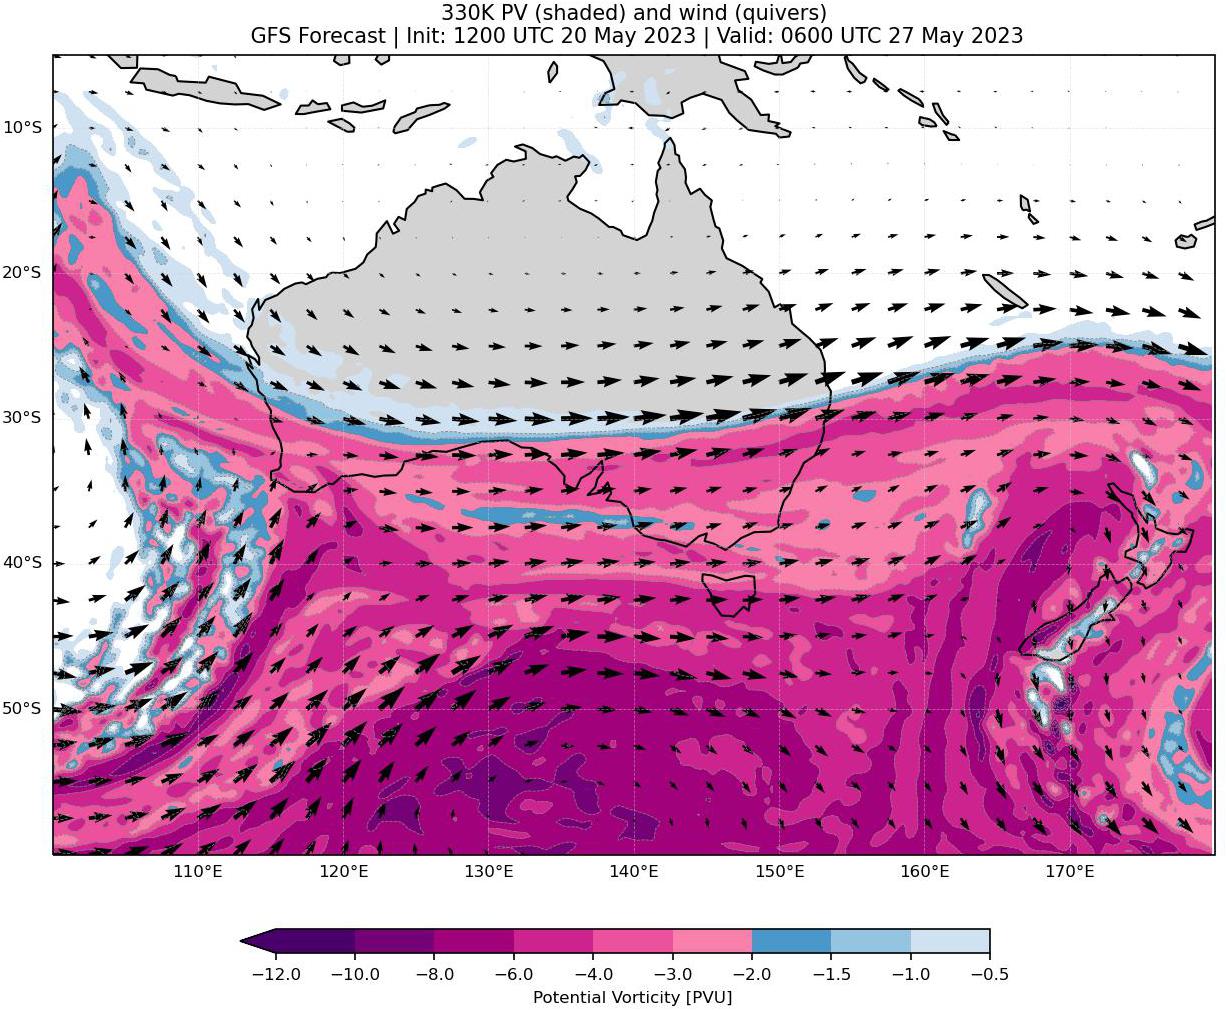 330K PV (shaded) and wind (quivers)
GFS Forecast | Init: 1200 UTC 20 May 2023 | Valid: 0600 UTC 27 May 2023
10°S
20°S
30°S
40°S
50°S
110°E 120°E 130°E 140°E 150°E 160°E 170°E
−12.0 −10.0 −8.0 −6.0 −4.0 −3.0 −2.0 −1.5 −1.0 −0.5
Potential Vorticity [PVU]